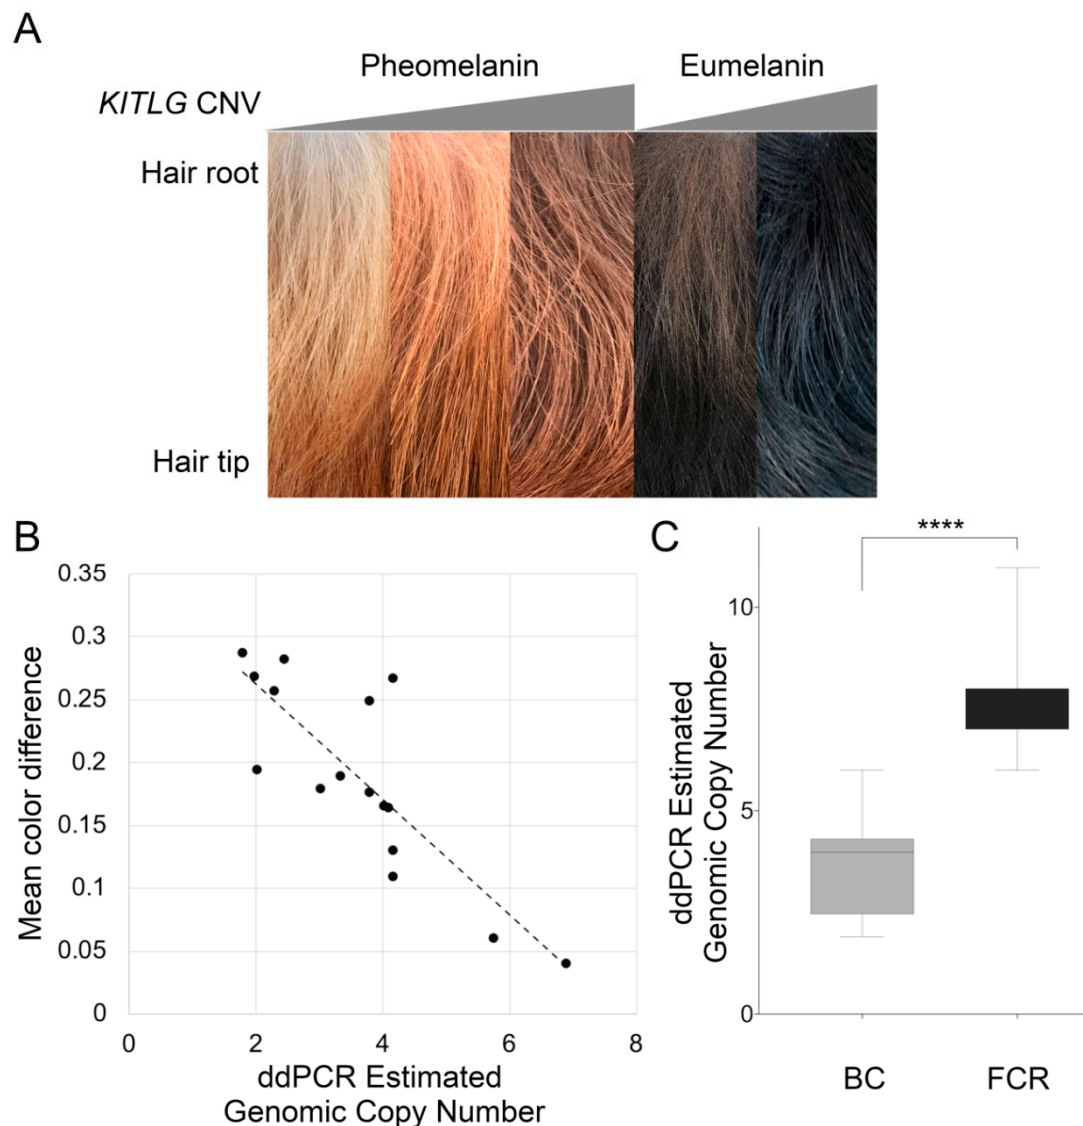 A
Pheomelanin
Eumelanin
KITLG CNV
Hair root
Hair tip
B
Mean color difference
0.35
0.3
0.25
0.2
0.15
0.1
0.05
0
0
2
4
6
8
ddPCR Estimated
Genomic Copy Number
C
****
ddPCR Estimated
Genomic Copy Number
10
5
0
BC
FCR